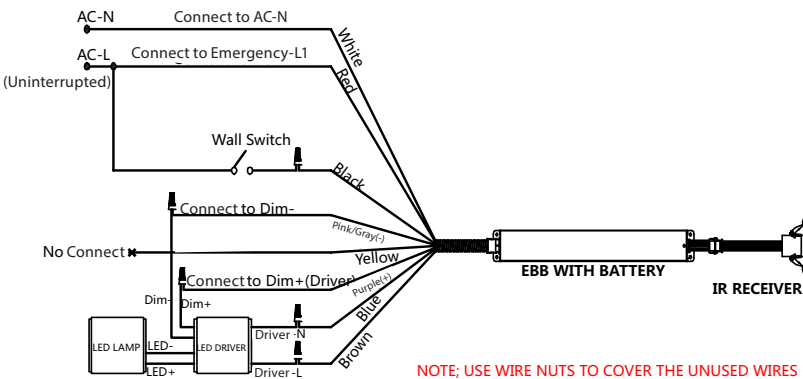 AC-N
Connect to AC-N
White
AC-L
Connect to Emergency-L1
(Uninterrupted)
Red
Wall Switch
Black
Connect to Dim-
Pink/Gray(-)
No Connect
Yellow
EBB WITH BATTERY
IR RECEIVER
Connect to Dim+(Driver)
Purple(+)
Dim-
Dim+
Blue
Driver -N
LED LAMP
LED-
LED DRIVER
Brown
LED+
Driver -L
NOTE; USE WIRE NUTS TO COVER THE UNUSED WIRES